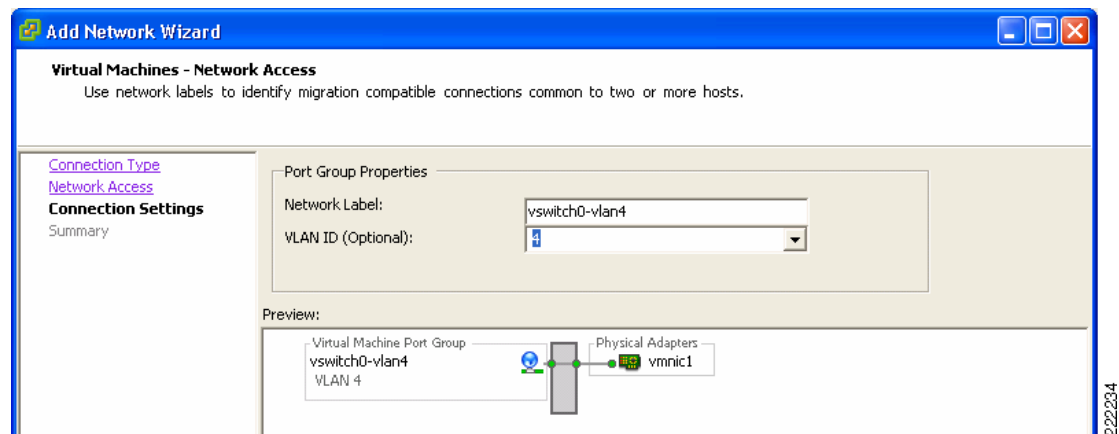 Add Network Wizard
Virtual Machines - Network Access
Use network labels to identify migration compatible connections common to two or more hosts.
Connection Type
Network Access
Connection Settings
Summary
Port Group Properties
Network Label:
vswitch0-vlan4
VLAN ID (Optional):
4
Preview:
Virtual Machine Port Group
vswitch0-vlan4
VLAN 4
Physical Adapters
vmnic1
222234